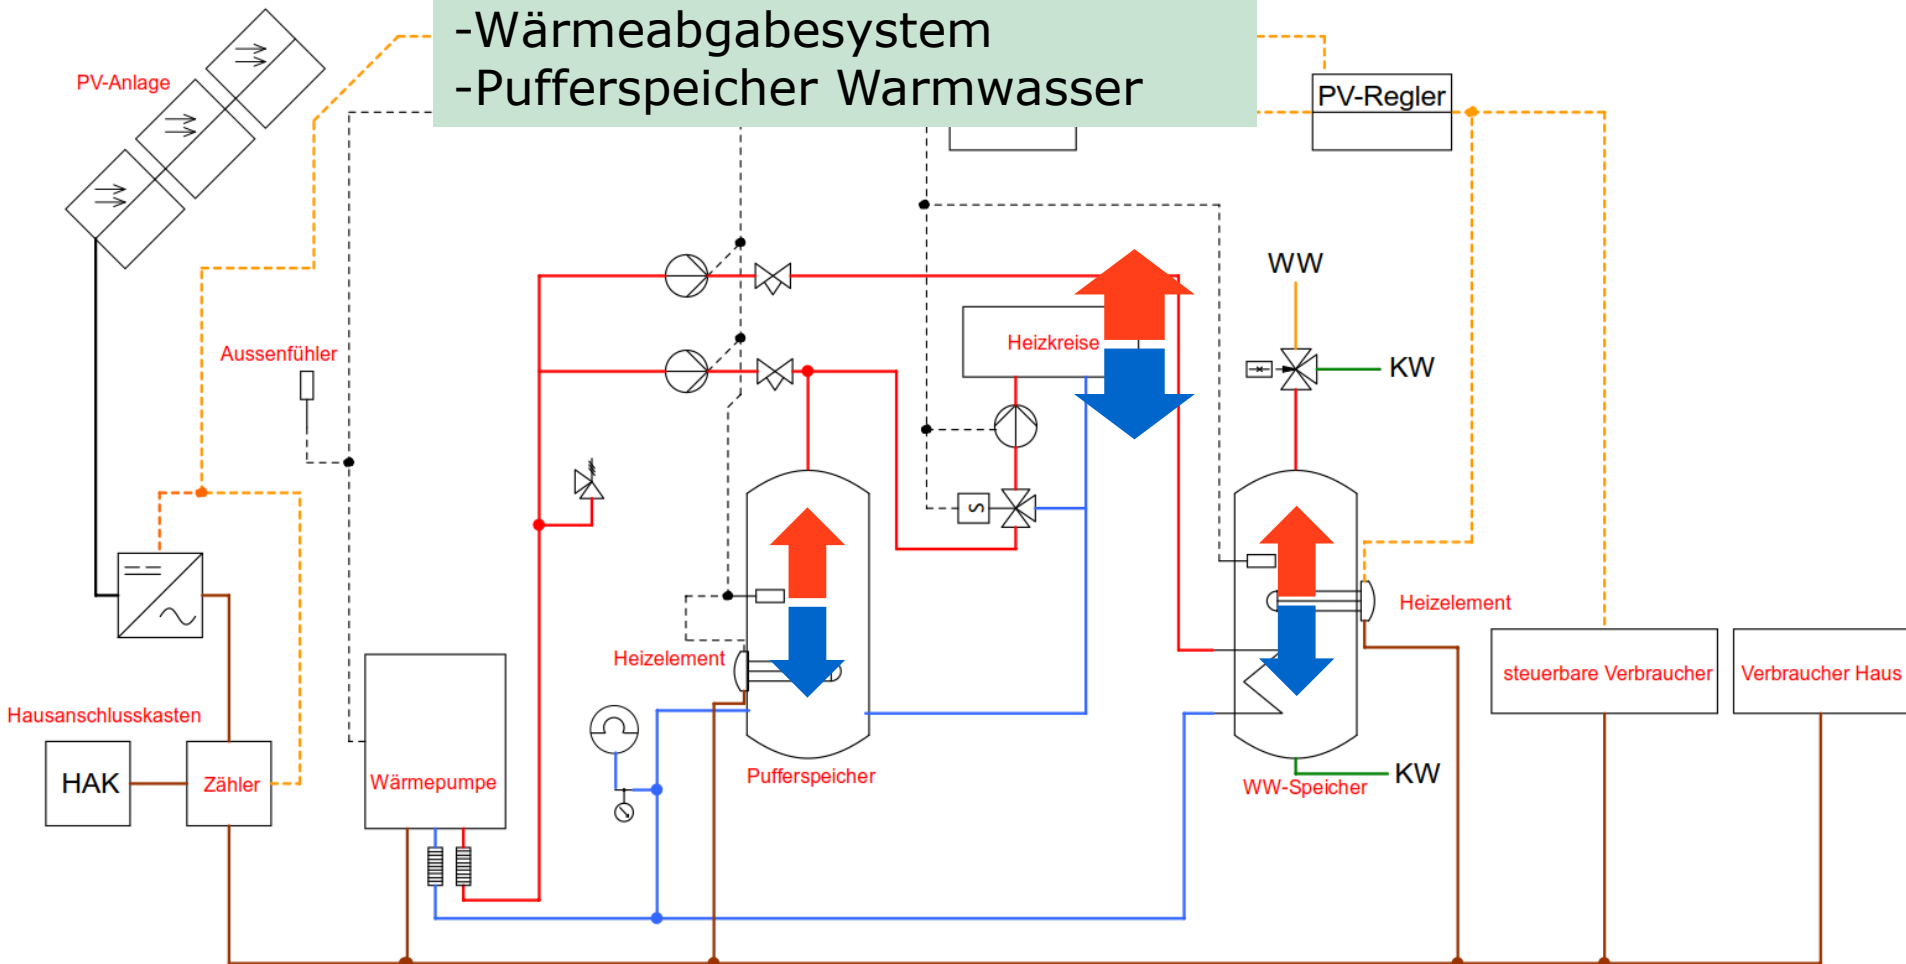 -Wärmeabgabesystem
-Pufferspeicher Warmwasser
PV-Anlage
PV-Regler
WW
Aussenfühler
Heizkreise
KW
S
Heizelement
Heizelement
steuerbare Verbraucher
Verbraucher Haus
Hausanschlusskasten
HAK
Zähler
Wärmepumpe
Pufferspeicher
WW-Speicher
KW